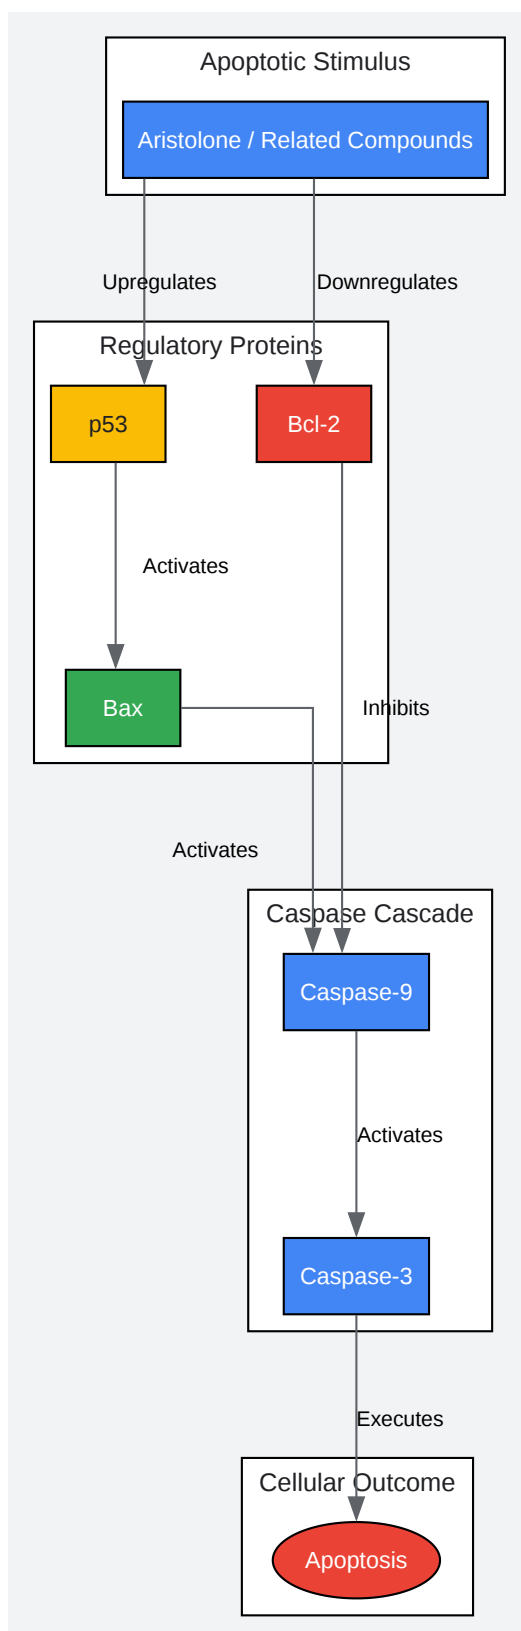 Apoptotic Stimulus
Aristolone / Related Compounds
Upregulates
Downregulates
Regulatory Proteins
p53
Bcl-2
Activates
Bax
Inhibits
Activates
Caspase Cascade
Caspase-9
Activates
Caspase-3
Executes
Cellular Outcome
Apoptosis